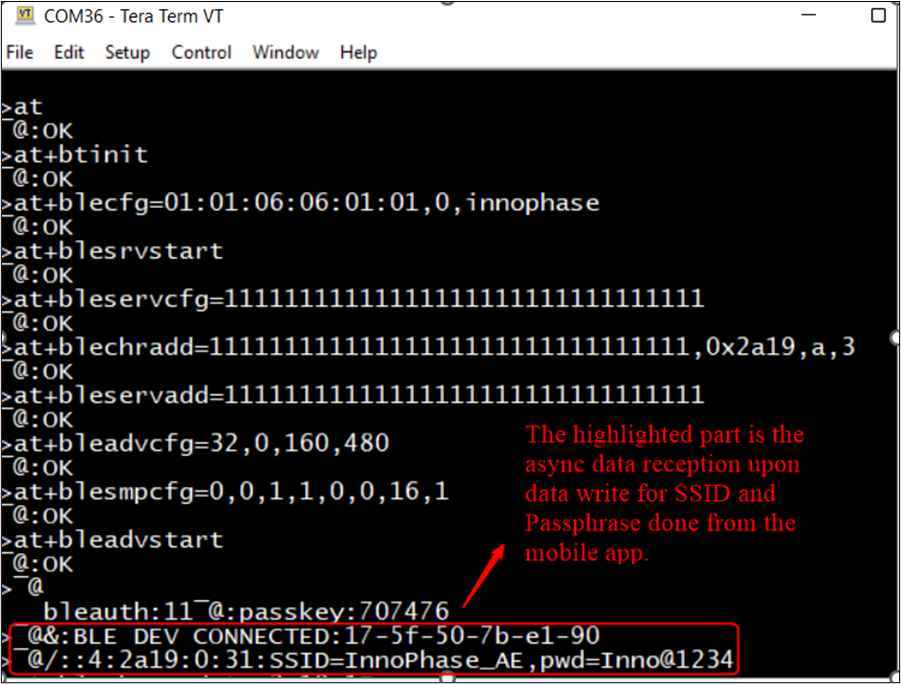 VT COM36 - Tera Term VT
File Edit Setup Control Window Help
>at
_@:OK
>at+btinit
_@:OK
>at+blecfg=01:01:06:06:01:01,0,innophase
_@:OK
>at+blesrvstart
_@:OK
>at+bleservcfg=11111111111111111111111111111111
_@:OK
>at+blechradd=11111111111111111111111111111111,0x2a19,a,3
_@:OK
>at+bleservadd=11111111111111111111111111111111
_@:OK
>at+bleadvcfg=32,0,160,480
_@:OK
>at+blesmpcfg=0,0,1,1,0,0,16,1
_@:OK
>at+bleadvstart
_@:OK
>_@
bleauth:11_@:passkey:707476
>_@&:BLE_DEV_CONNECTED:17-5f-50-7b-e1-90
>_@/::4:2a19:0:31:SSID=InnoPhase_AE,pwd=Inno@1234
The highlighted part is the
async data reception upon
data write for SSID and
Passphrase done from the
mobile app.